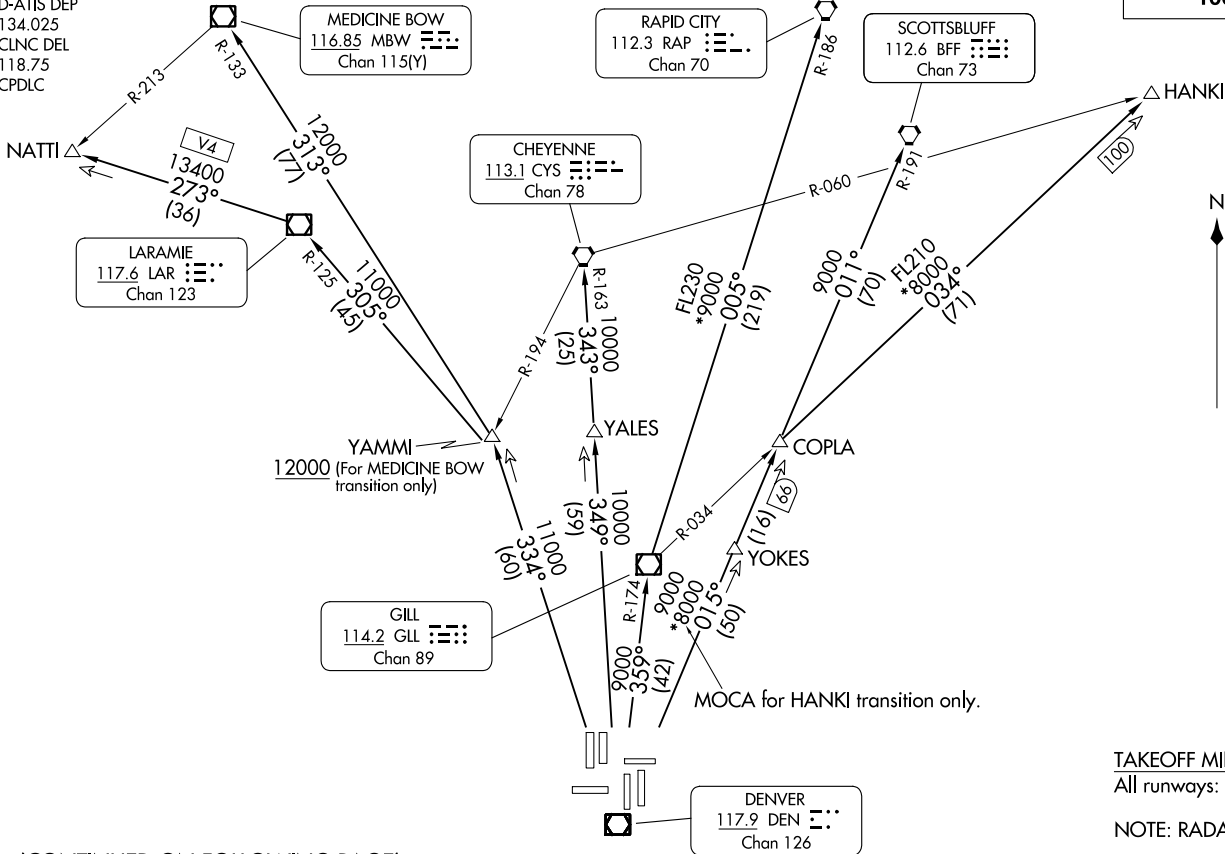 D-ATIS DEP
134.025
CLNC DEL
118.75
CPDLC
MEDICINE BOW
116.85 MBW
Chan 115(Y)
RAPID CITY
112.3 RAP
Chan 70
SCOTTSBLUFF
112.6 BFF
Chan 73
HANKI
NATTI
R-213
R-133
R-186
V4
13400
273°
(36)
12000
313°
(77)
CHEYENNE
113.1 CYS
Chan 78
R-060
R-191
100
N
LARAMIE
117.6 LAR
Chan 123
R-125
11000
305°
(45)
R-194
R-163
10000
343°
(25)
FL230
*9000
005°
(219)
9000
011°
(70)
FL210
*8000
034°
(71)
YAMMI
12000 (For MEDICINE BOW
transition only)
YALES
COPLA
11000
334°
(60)
10000
349°
(59)
R-034
(16)
66
YOKES
GILL
114.2 GLL
Chan 89
R-174
9000
359°
(42)
9000
*8000
015°
(50)
MOCA for HANKI transition only.
DENVER
117.9 DEN
Chan 126
All runways: